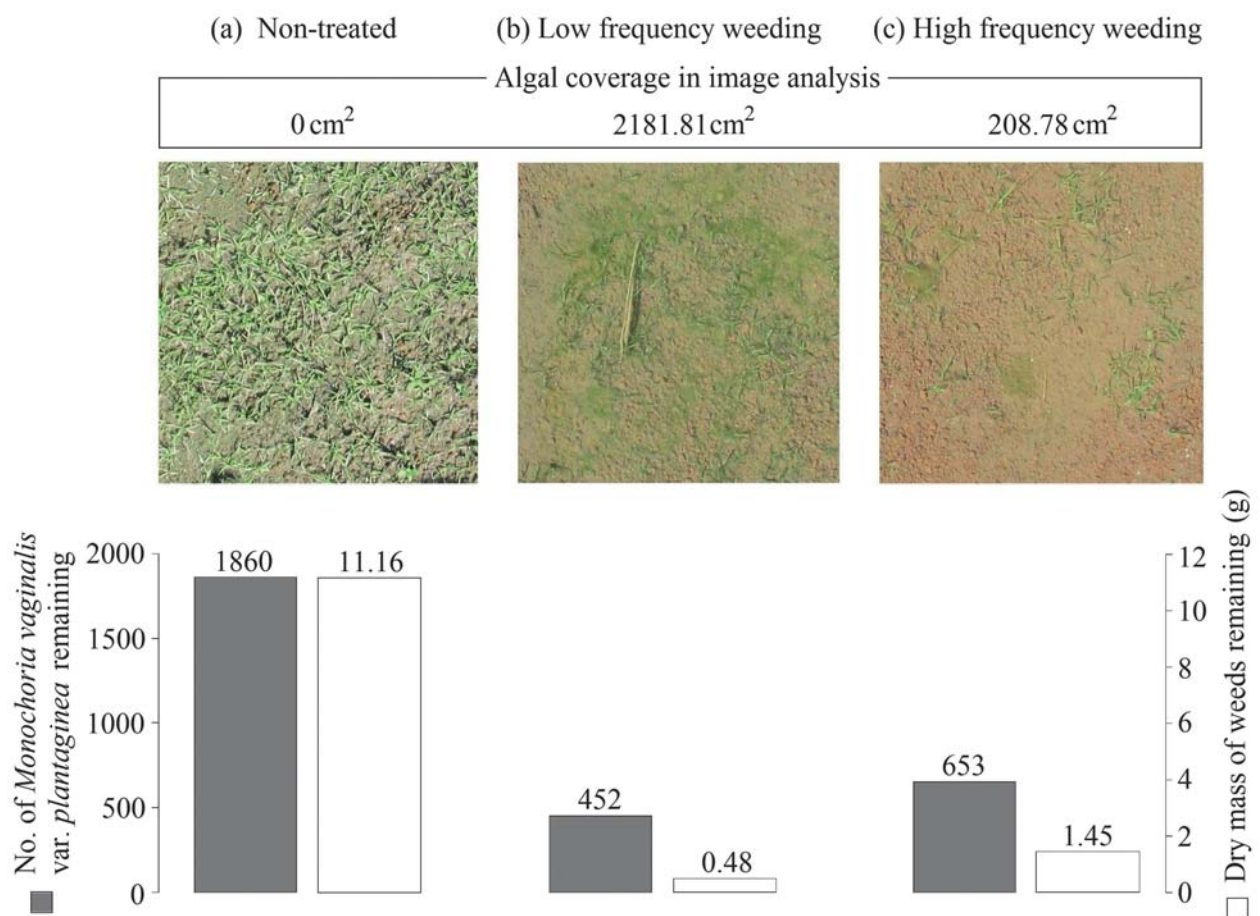 (a) Non-treated
(b) Low frequency weeding
(c) High frequency weeding
Algal coverage in image analysis
0 cm²
2181.81cm²
208.78 cm²
No. of Monochoria vaginalis
var. plantaginea remaining
2000
1500
1000
500
0
1860
11.16
452
0.48
653
1.45
12
10
8
6
4
2
0
Dry mass of weeds remaining (g)